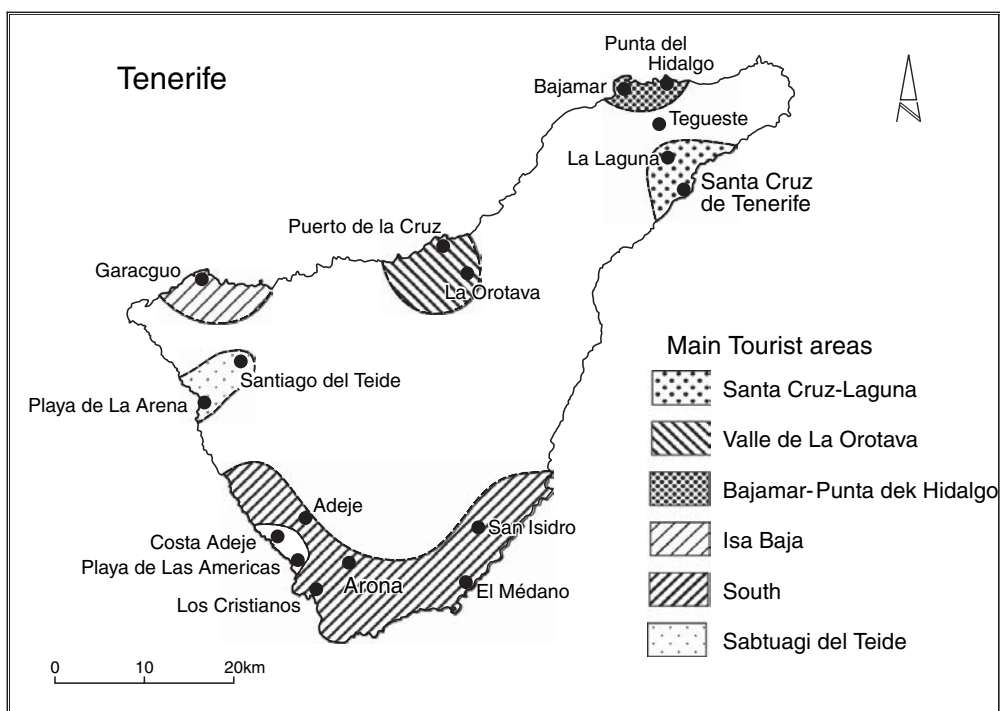 Tenerife
Punta del
Hidalgo
Bajamar
Tegueste
La Laguna
Santa Cruz
de Tenerife
Puerto de la Cruz
La Orotava
Garacguo
Santiago del Teide
Playa de La Arena
Adeje
Costa Adeje
Playa de Las Americas
Arona
Los Cristianos
San Isidro
El Médano
Main Tourist areas
Santa Cruz-Laguna
Valle de La Orotava
Bajamar-Punta dek Hidalgo
Isa Baja
South
Sabtuagi del Teide
0 10 20km
N